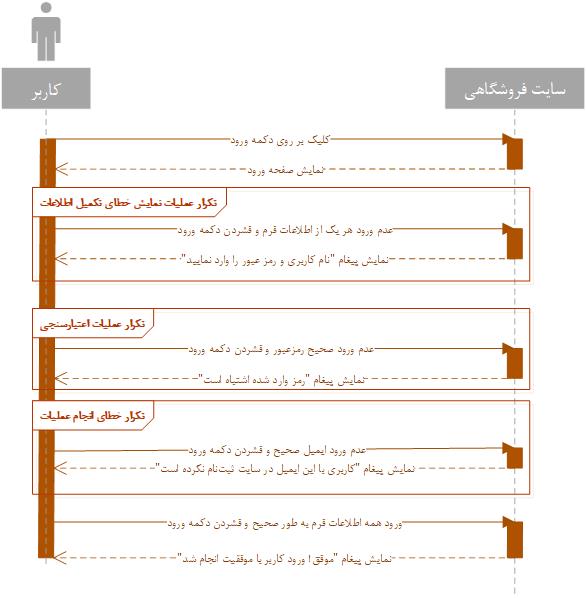 کاربر
سایت فروشگاهی
کلیک بر روی دکمه ورود
نمایش صفحه ورود
تکرار عملیات نمایش خطای تکمیل اطلاعات
عدم ورود هر یک از اطلاعات فرم و فشردن دکمه ورود
نمایش پیغام "نام کاربری و رمز عبور را وارد نمایید"
تکرار عملیات اعتبارسنجی
عدم ورود صحیح رمزعبور و فشردن دکمه ورود
نمایش پیغام "رمز وارد شده اشتباه است"
تکرار خطای انجام عملیات
عدم ورود ایمیل صحیح و فشردن دکمه ورود
نمایش پیغام "کاربری با این ایمیل در سایت ثبت‌نام نکرده است"
ورود همه اطلاعات فرم به طور صحیح و فشردن دکمه ورود
نمایش پیغام "موفق! ورود کاربر با موفقیت انجام شد"